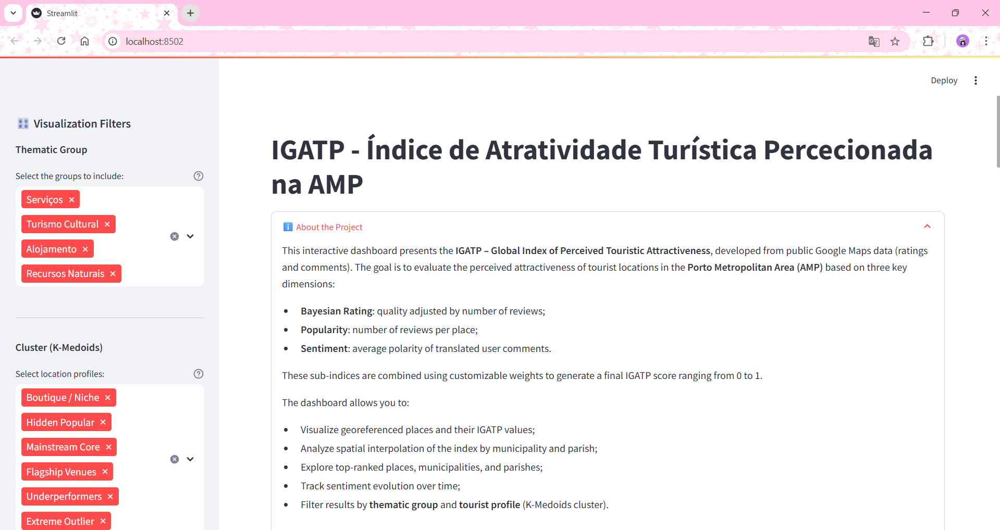 Streamlit
localhost:8502
Deploy
Visualization Filters
Thematic Group
Select the groups to include:
Serviços
Turismo Cultural
Alojamento
Recursos Naturais
Cluster (K-Medoids)
Select location profiles:
Boutique / Niche
Hidden Popular
Mainstream Core
Flagship Venues
Underperformers
Extreme Outlier
IGATP - Índice de Atratividade Turística Percecionada
na AMP
About the Project
This interactive dashboard presents the IGATP – Global Index of Perceived Touristic Attractiveness, developed from public Google Maps data (ratings
and comments). The goal is to evaluate the perceived attractiveness of tourist locations in the Porto Metropolitan Area (AMP) based on three key
dimensions:
• Bayesian Rating: quality adjusted by number of reviews;
• Popularity: number of reviews per place;
• Sentiment: average polarity of translated user comments.
These sub-indices are combined using customizable weights to generate a final IGATP score ranging from 0 to 1.
The dashboard allows you to:
• Visualize georeferenced places and their IGATP values;
• Analyze spatial interpolation of the index by municipality and parish;
• Explore top-ranked places, municipalities, and parishes;
• Track sentiment evolution over time;
• Filter results by thematic group and tourist profile (K-Medoids cluster).